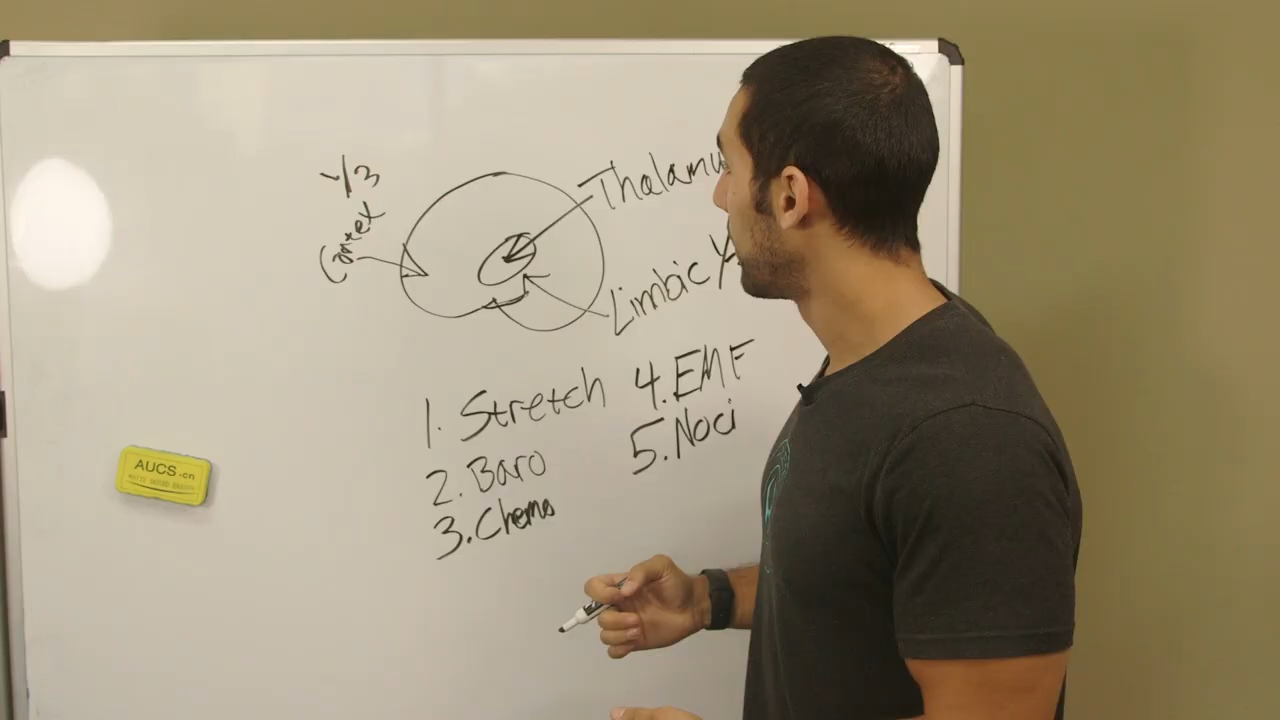 1/3
Cortex
Thalamu
Limbic
1. Stretch
2. Baro
3. Chemo
4. EMF
5. Noci
AUCS.cn